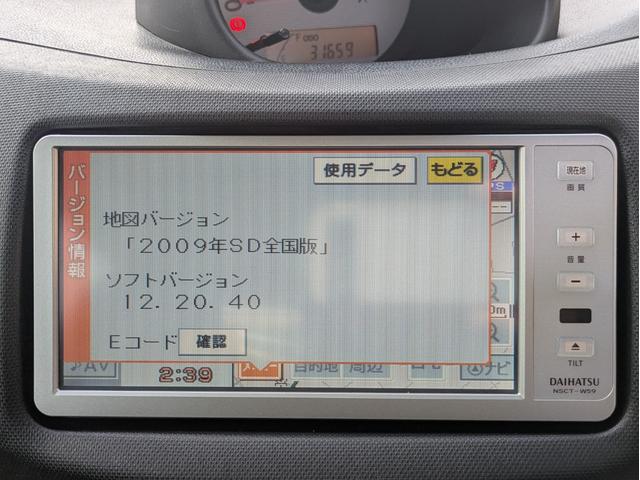 F
31659
バージョン情報
使用データ
もどる
地図バージョン
「2009年SD全国版」
ソフトバージョン
12.20.40
Eコード
確認
AV
2:39
目的地
周辺
ナビ
現在地
画質
+
音量
-
TILT
DAIHATSU
NSCT-W59